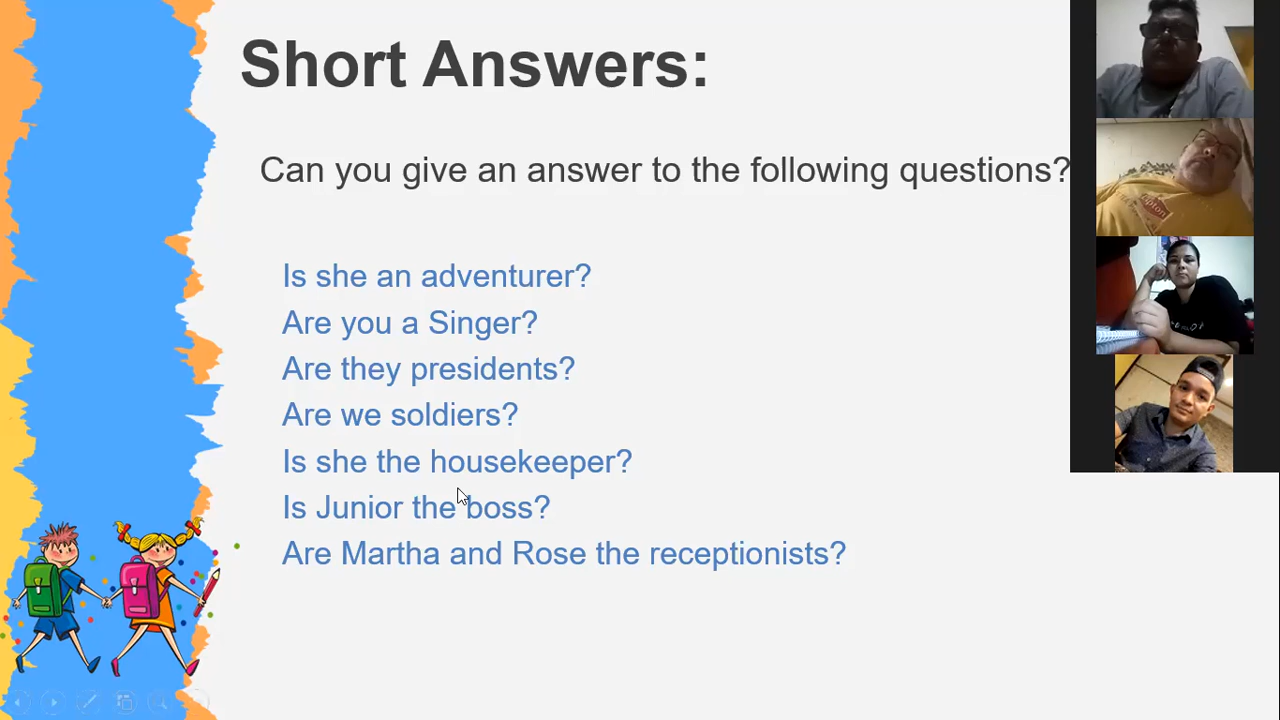 Short Answers:
Can you give an answer to the following questions?
Is she an adventurer?
Are you a Singer?
Are they presidents?
Are we soldiers?
Is she the housekeeper?
Is Junior the boss?
Are Martha and Rose the receptionists?